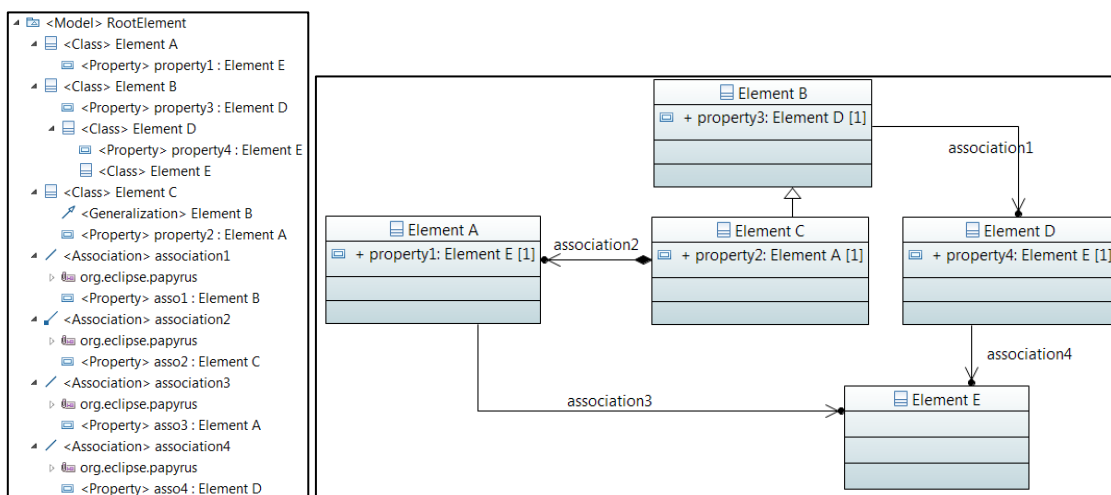 <Model> RootElement
<Class> Element A
<Property> property1 : Element E
<Class> Element B
<Property> property3 : Element D
<Class> Element D
<Property> property4 : Element E
<Class> Element E
<Class> Element C
<Generalization> Element B
<Property> property2 : Element A
<Association> association1
org.eclipse.papyrus
<Property> asso1 : Element B
<Association> association2
org.eclipse.papyrus
<Property> asso2 : Element C
<Association> association3
org.eclipse.papyrus
<Property> asso3 : Element A
<Association> association4
org.eclipse.papyrus
<Property> asso4 : Element D
Element B
+ property3: Element D [1]
association1
Element A
+ property1: Element E [1]
association2
Element C
+ property2: Element A [1]
Element D
+ property4: Element E [1]
association4
association3
Element E